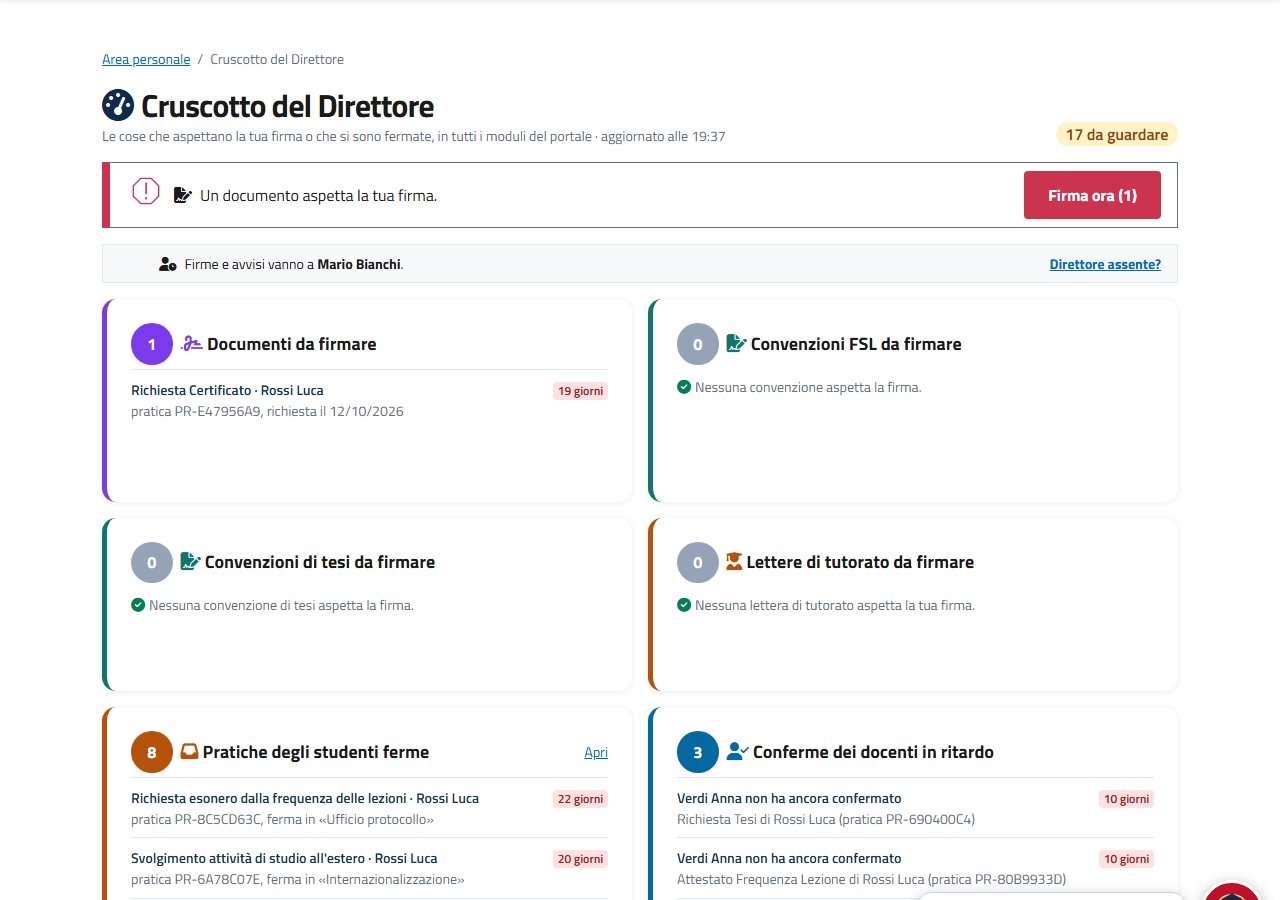 Area personale / Cruscotto del Direttore
Cruscotto del Direttore
Le cose che aspettano la tua firma o che si sono fermate, in tutti i moduli del portale · aggiornato alle 19:37
17 da guardare
Un documento aspetta la tua firma.
Firma ora (1)
Firme e avvisi vanno a Mario Bianchi.
Direttore assente?
1 Documenti da firmare
Richiesta Certificato · Rossi Luca
19 giorni
pratica PR-E47956A9, richiesta il 12/10/2026
0 Convenzioni FSL da firmare
Nessuna convenzione aspetta la firma.
0 Convenzioni di tesi da firmare
Nessuna convenzione di tesi aspetta la firma.
0 Lettere di tutorato da firmare
Nessuna lettera di tutorato aspetta la tua firma.
8 Pratiche degli studenti ferme
Apri
Richiesta esonero dalla frequenza delle lezioni · Rossi Luca
22 giorni
pratica PR-8C5CD63C, ferma in «Ufficio protocollo»
Svolgimento attività di studio all'estero · Rossi Luca
20 giorni
pratica PR-6A78C07E, ferma in «Internazionalizzazione»
3 Conferme dei docenti in ritardo
Verdi Anna non ha ancora confermato
10 giorni
Richiesta Tesi di Rossi Luca (pratica PR-690400C4)
Verdi Anna non ha ancora confermato
10 giorni
Attestato Frequenza Lezione di Rossi Luca (pratica PR-80B9933D)